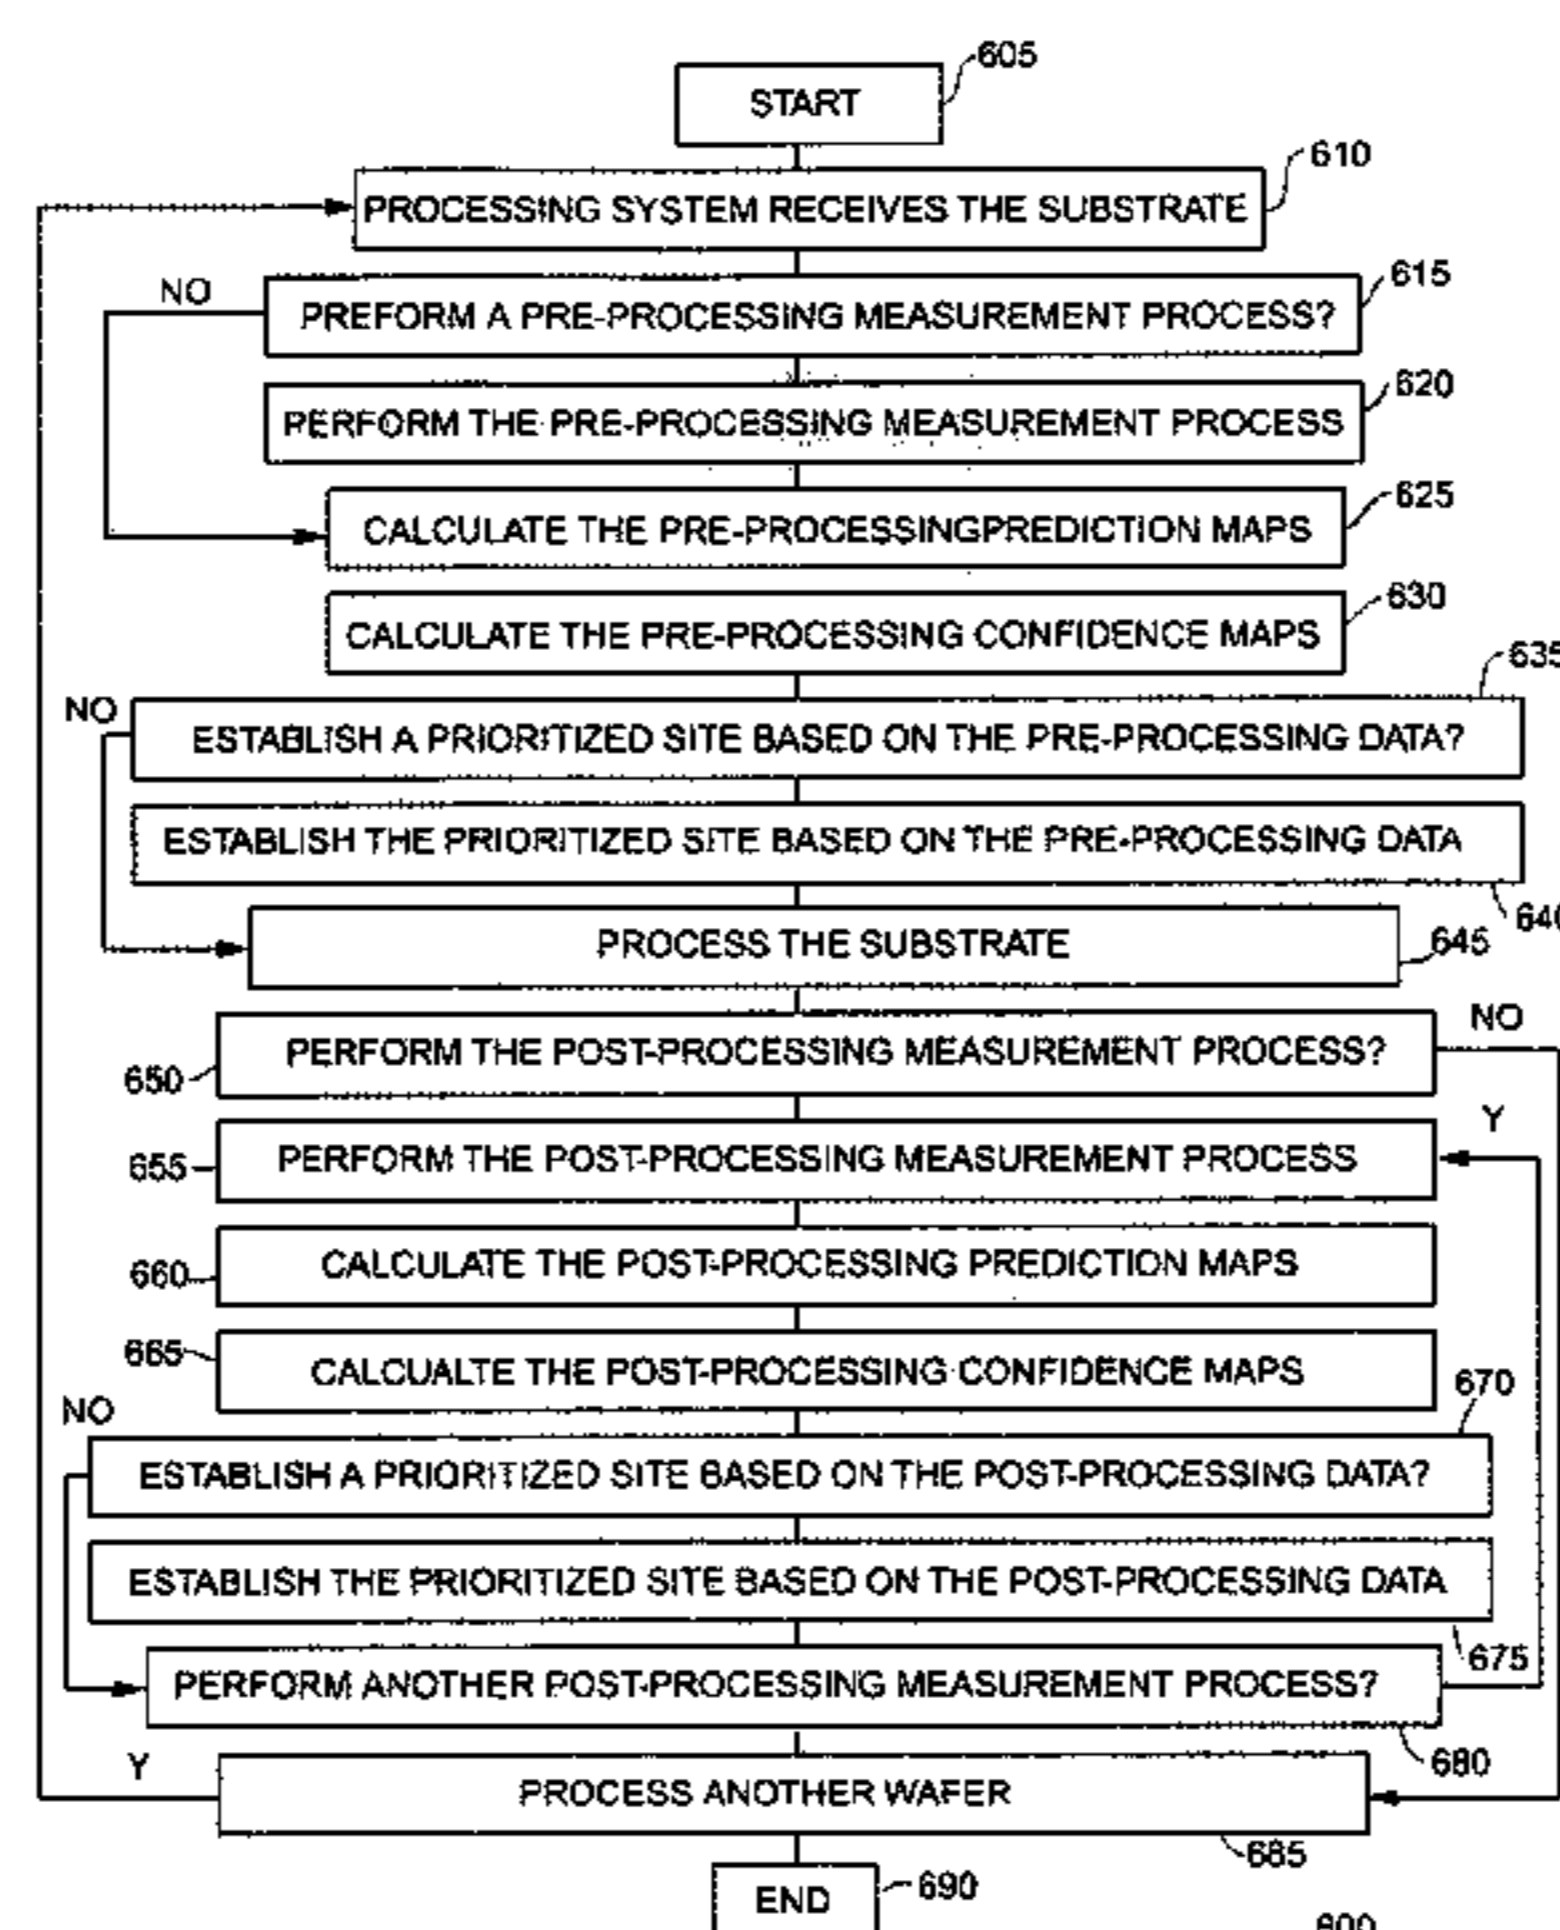 605
START
610
PROCESSING SYSTEM RECEIVES THE SUBSTRATE
NO
615
PREFORM A PRE-PROCESSING MEASUREMENT PROCESS?
620
PERFORM THE PRE-PROCESSING MEASUREMENT PROCESS
625
CALCULATE THE PRE-PROCESSINGPREDICTION MAPS
630
CALCULATE THE PRE-PROCESSING CONFIDENCE MAPS
635
NO
ESTABLISH A PRIORITIZED SITE BASED ON THE PRE-PROCESSING DATA?
ESTABLISH THE PRIORITIZED SITE BASED ON THE PRE-PROCESSING DATA
640
PROCESS THE SUBSTRATE
645
NO
PERFORM THE POST-PROCESSING MEASUREMENT PROCESS?
650
Y
PERFORM THE POST-PROCESSING MEASUREMENT PROCESS
655
CALCULATE THE POST-PROCESSING PREDICTION MAPS
660
665
CALCUALTE THE POST-PROCESSING CONFIDENCE MAPS
670
NO
ESTABLISH A PRIORITIZED SITE BASED ON THE POST-PROCESSING DATA?
ESTABLISH THE PRIORITIZED SITE BASED ON THE POST-PROCESSING DATA
675
PERFORM ANOTHER POST-PROCESSING MEASUREMENT PROCESS?
680
Y
PROCESS ANOTHER WAFER
685
END
690